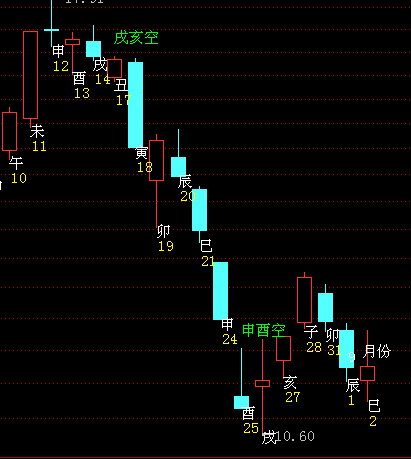 戌亥空
申
12
酉
13
戌
14
丑
17
未
11
午
10
寅
18
卯
19
辰
20
巳
21
申
24
申酉空
酉
25
戌
10.60
亥
27
子
28
卯
31
月份
辰
1
巳
2